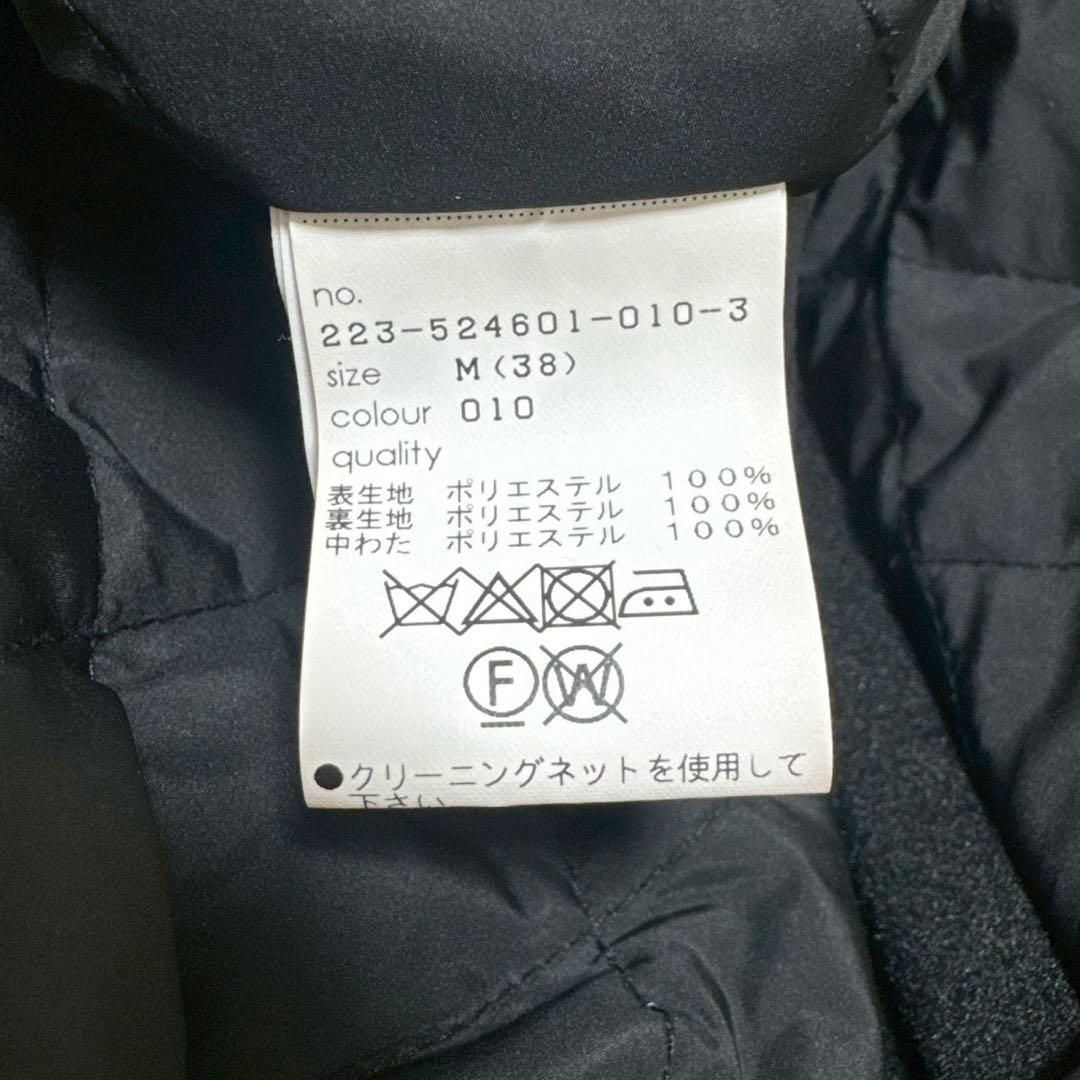 no.
223-524601-010-3
size M(38)
colour 010
quality
表生地 ポリエステル 100%
裏生地 ポリエステル 100%
中わた ポリエステル 100%
F W
●クリーニングネットを使用して
下さい